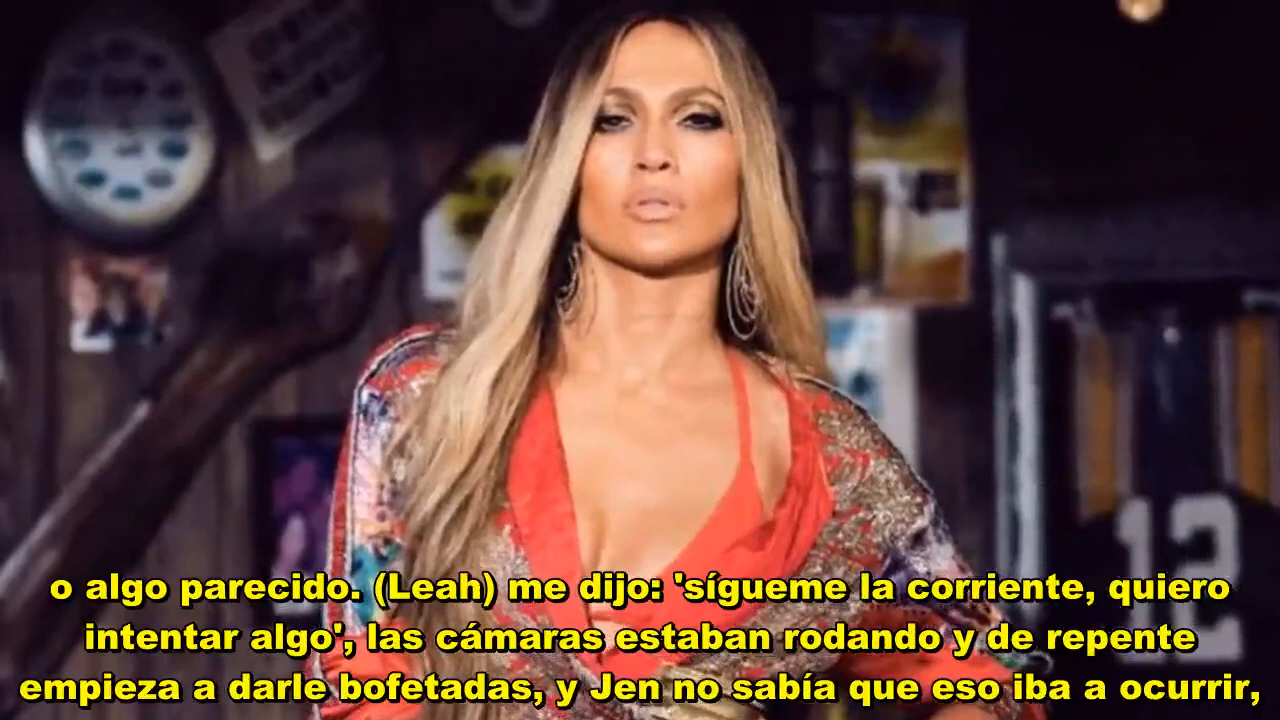 12
o algo parecido. (Leah) me dijo: 'sígueme la corriente, quiero
intentar algo', las cámaras estaban rodando y de repente
empieza a darle bofetadas, y Jen no sabía que eso iba a ocurrir,